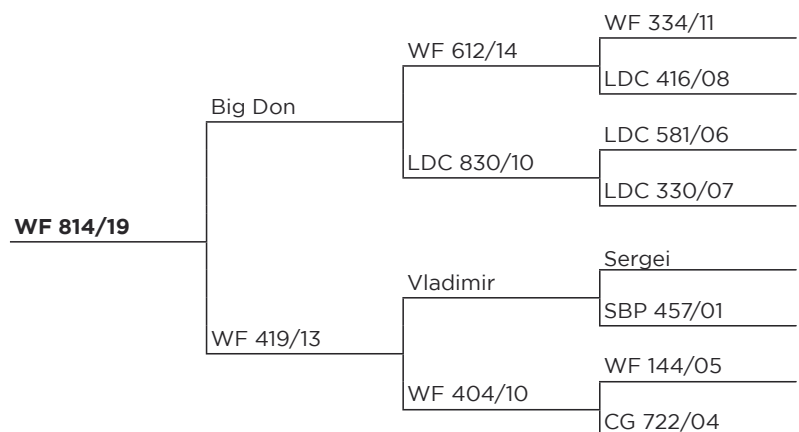 WF 334/11
WF 612/14
LDC 416/08
Big Don
LDC 581/06
LDC 830/10
LDC 330/07
WF 814/19
Sergei
Vladimir
SBP 457/01
WF 419/13
WF 144/05
WF 404/10
CG 722/04